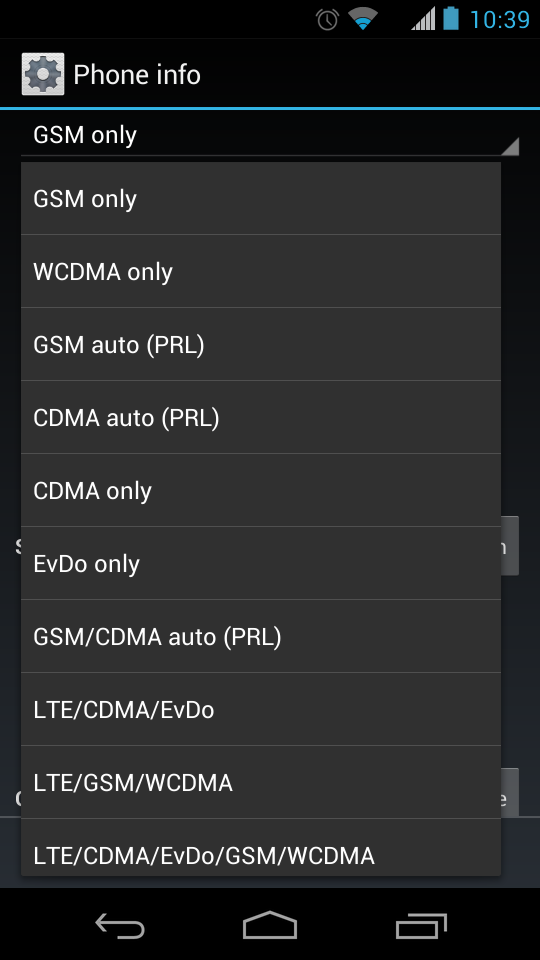 10:39
Phone info
GSM only
GSM only
WCDMA only
GSM auto (PRL)
CDMA auto (PRL)
CDMA only
EvDo only
GSM/CDMA auto (PRL)
LTE/CDMA/EvDo
LTE/GSM/WCDMA
LTE/CDMA/EvDo/GSM/WCDMA